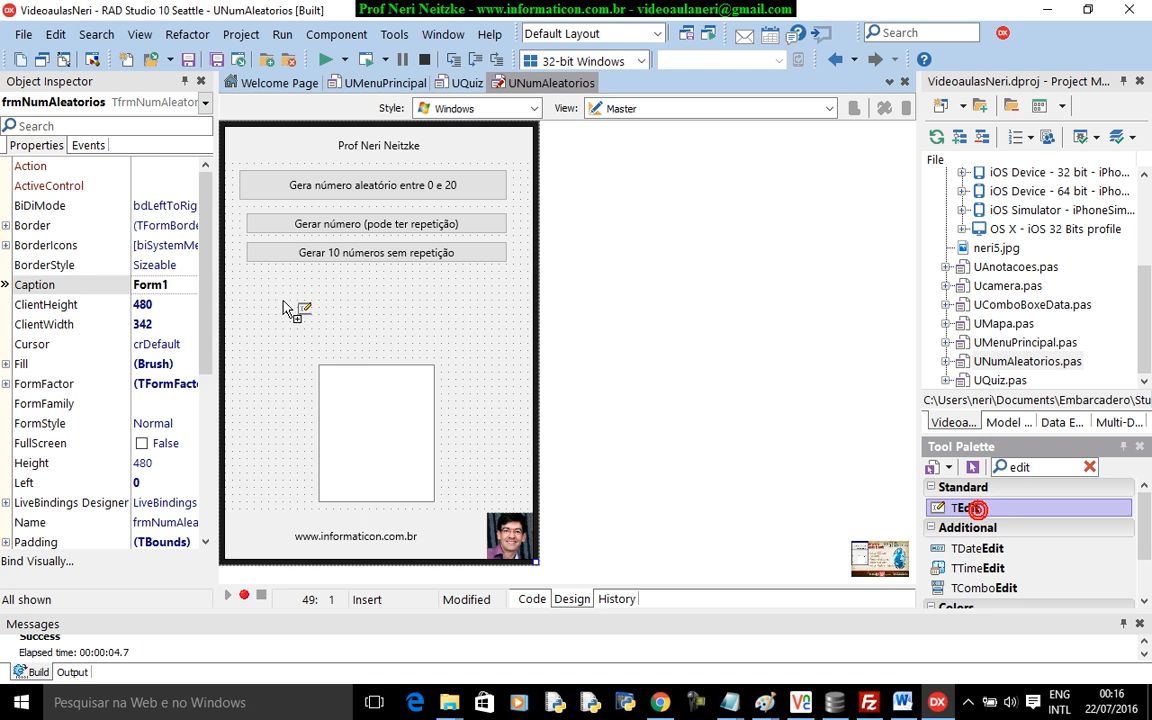 VideoaulasNeri - RAD Studio 10 Seattle - UNumAleatorios [Built]
Prof Neri Neitzke - www.informaticon.com.br - videoaulaneri@gmail.com
File Edit Search View Refactor Project Run Component Tools Window Help
Default Layout
Search
32-bit Windows
Object Inspector
Welcome Page UMenuPrincipal UQuiz UNumAleatorios
VideoaulasNeri.dproj - Project M...
frmNumAleatorios TfrmNumAleator
Style: Windows View: Master
Search
Properties Events
Action
ActiveControl
BiDiMode bdLeftToRig
Border (TFormBorde
BorderIcons [biSystemMe
BorderStyle Sizeable
Caption Form1
ClientHeight 480
ClientWidth 342
Cursor crDefault
Fill (Brush)
FormFactor (TFormFacto
FormFamily
FormStyle Normal
FullScreen False
Height 480
Left 0
LiveBindings Designer LiveBindings
Name frmNumAlea
Padding (TBounds)
Bind Visually...
All shown
Prof Neri Neitzke
Gera número aleatório entre 0 e 20
Gerar número (pode ter repetição)
Gerar 10 números sem repetição
www.informaticon.com.br
49: 1 Insert Modified Code Design History
File
iOS Device - 32 bit - iPho...
iOS Device - 64 bit - iPho...
iOS Simulator - iPhoneSim...
OS X - iOS 32 Bits profile
neri5.jpg
UAnotacoes.pas
Ucamera.pas
UComboBoxeData.pas
UMapa.pas
UMenuPrincipal.pas
UNumAleatorios.pas
UQuiz.pas
C:\Users\neri\Documents\Embarcadero\Stu
Videoa... Model ... Data E... Multi-D...
Tool Palette
edit
Standard
Additional
TDateEdit
TTimeEdit
TComboEdit
Colors
Messages
Success
Elapsed time: 00:00:04.7
Build Output
Pesquisar na Web e no Windows
ENG
INTL
00:16
22/07/2016